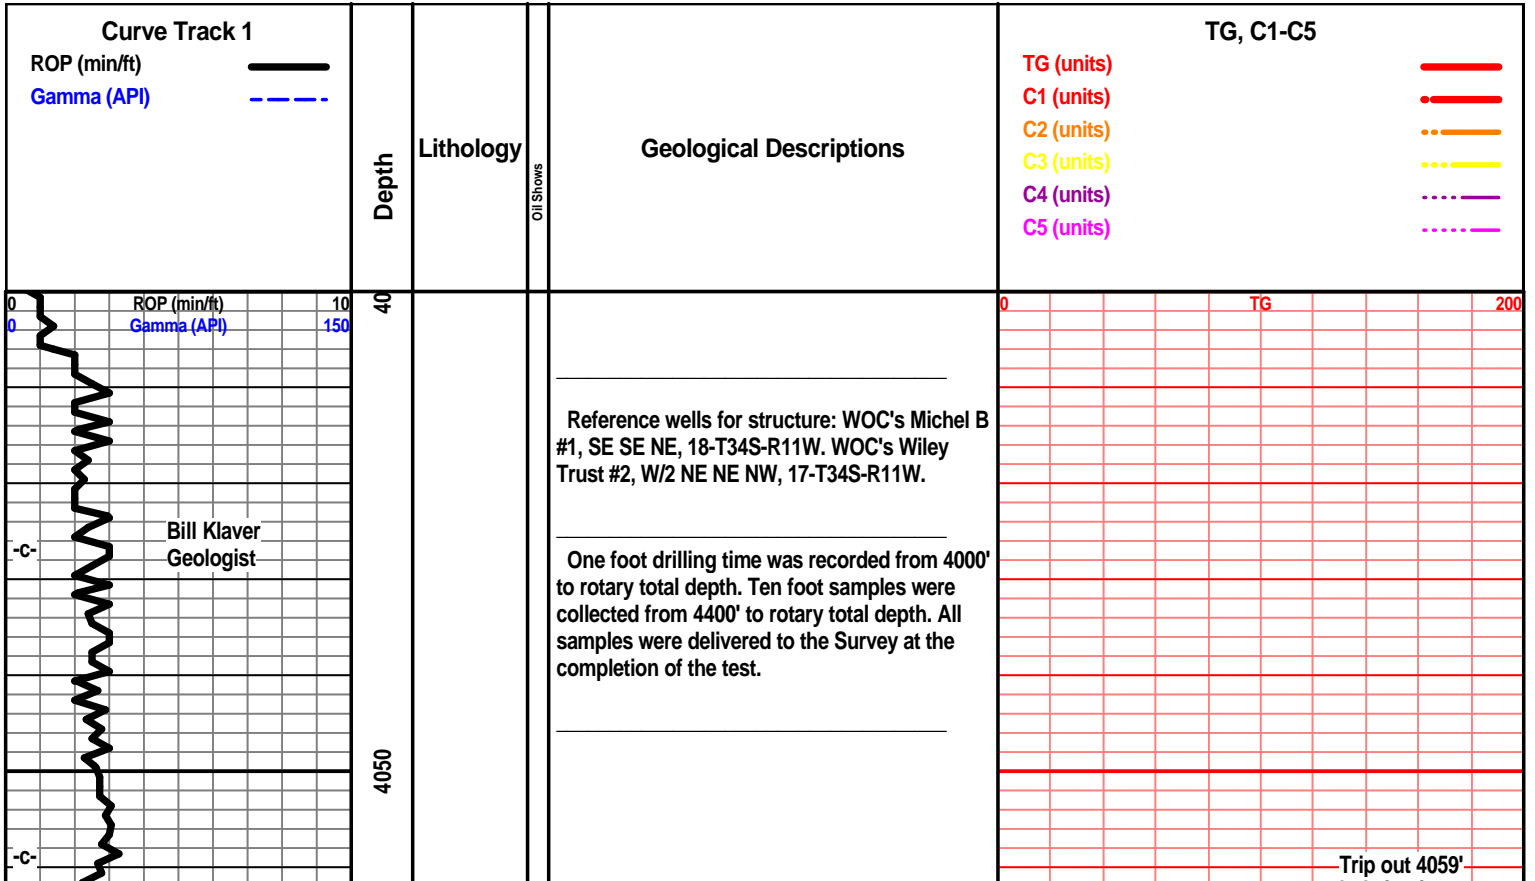 Curve Track 1
ROP (min/ft)
Gamma (API)
Depth
Lithology
Oil Shows
Geological Descriptions
TG, C1-C5
TG (units)
C1 (units)
C2 (units)
C3 (units)
C4 (units)
C5 (units)
0 ROP (min/ft) 10
0 Gamma (API) 150
40
0 TG 200
Reference wells for structure: WOC's Michel B
#1, SE SE NE, 18-T34S-R11W. WOC's Wiley
Trust #2, W/2 NE NE NW, 17-T34S-R11W.
Bill Klaver
Geologist
-c-
One foot drilling time was recorded from 4000'
to rotary total depth. Ten foot samples were
collected from 4400' to rotary total depth. All
samples were delivered to the Survey at the
completion of the test.
4050
-c-
Trip out 4059'